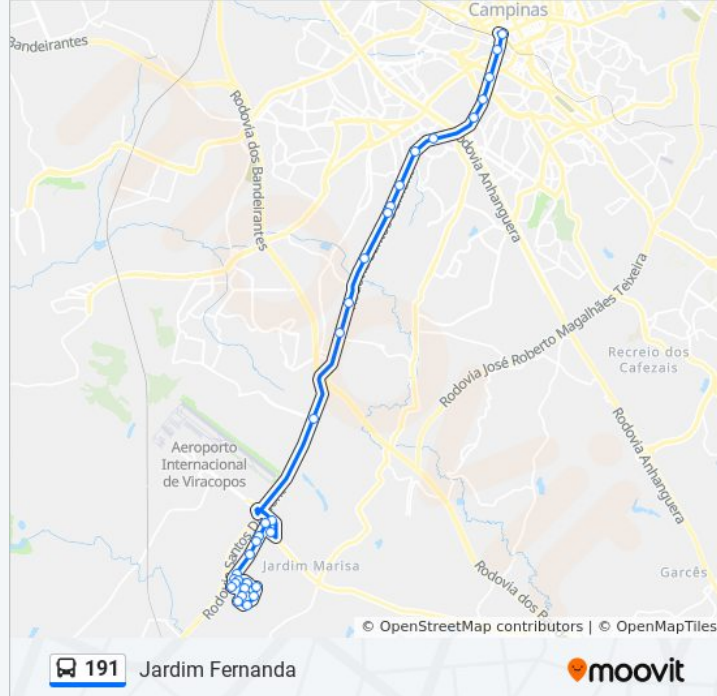 Campinas
Bandeirantes
Rodovia dos Bandeirantes
Rodovia Anhanguera
Rodovia José Roberto Magalhães Teixeira
Recreio dos
Cafezais
Rodovia Anhanguera
Aeroporto
Internacional
de Viracopos
Rodovia Santos D
Jardim Marisa
Rodovia dos B
Garcês
© OpenStreetMap contributors | © OpenMapTiles
191 Jardim Fernanda
moovit